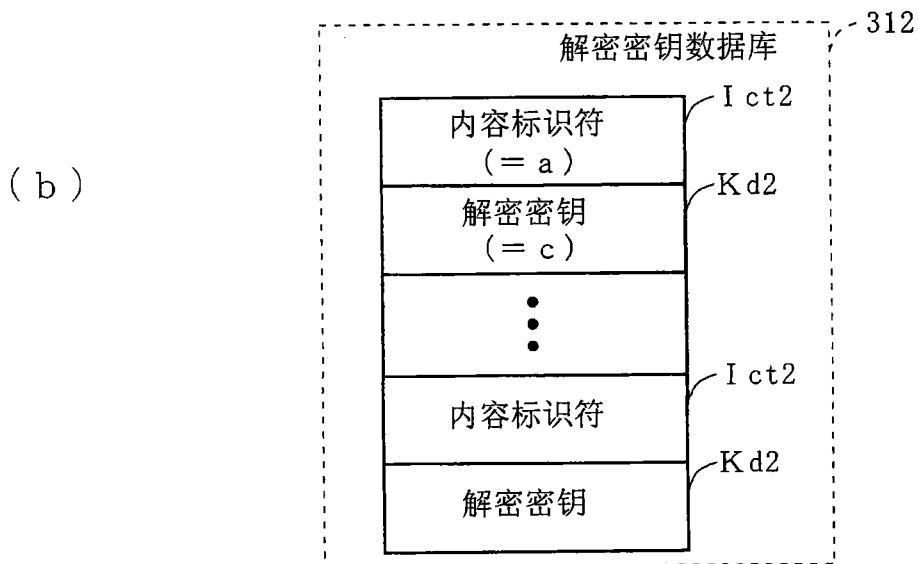 312
解密密钥数据库
Ict2
内容标识符
(＝a)
(b)
Kd2
解密密钥
(＝c)
Ict2
内容标识符
Kd2
解密密钥